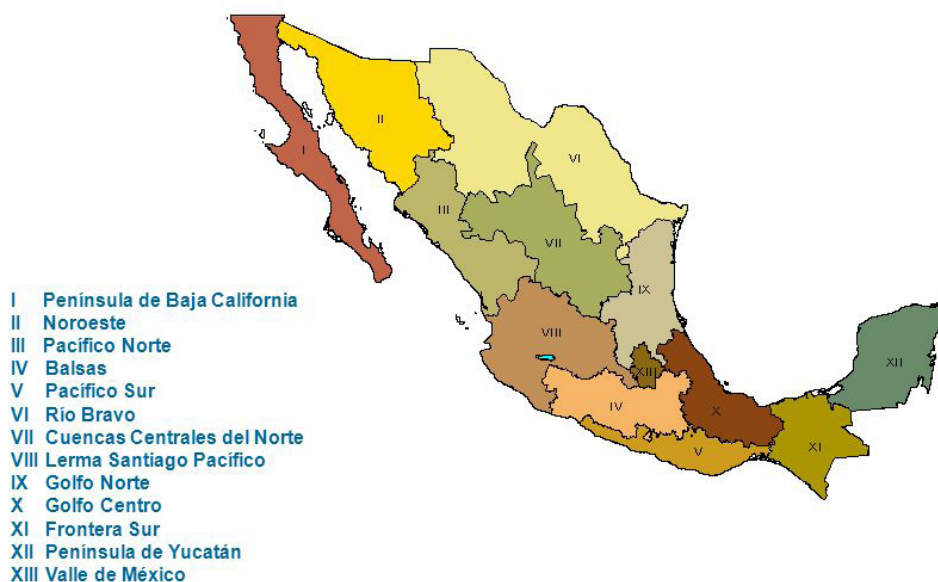 I Península de Baja California
II Noroeste
III Pacífico Norte
IV Balsas
V Pacífico Sur
VI Río Bravo
VII Cuencas Centrales del Norte
VIII Lerma Santiago Pacífico
IX Golfo Norte
X Golfo Centro
XI Frontera Sur
XII Península de Yucatán
XIII Valle de México
II
I
VI
III
VII
IX
VIII
XII
XIII
IV
X
V
XI